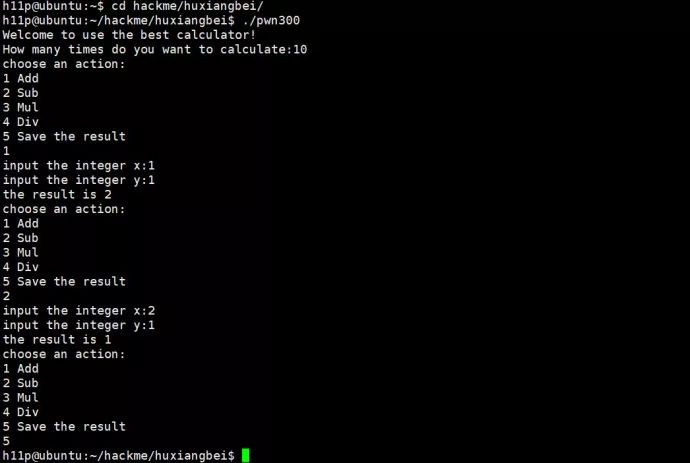 h11p@ubuntu:~$ cd hackme/huxiangbei/
h11p@ubuntu:~/hackme/huxiangbei$ ./pwn300
Welcome to use the best calculator!
How many times do you want to calculate:10
choose an action:
1 Add
2 Sub
3 Mul
4 Div
5 Save the result
1
input the integer x:1
input the integer y:1
the result is 2
choose an action:
1 Add
2 Sub
3 Mul
4 Div
5 Save the result
2
input the integer x:2
input the integer y:1
the result is 1
choose an action:
1 Add
2 Sub
3 Mul
4 Div
5 Save the result
5
h11p@ubuntu:~/hackme/huxiangbei$